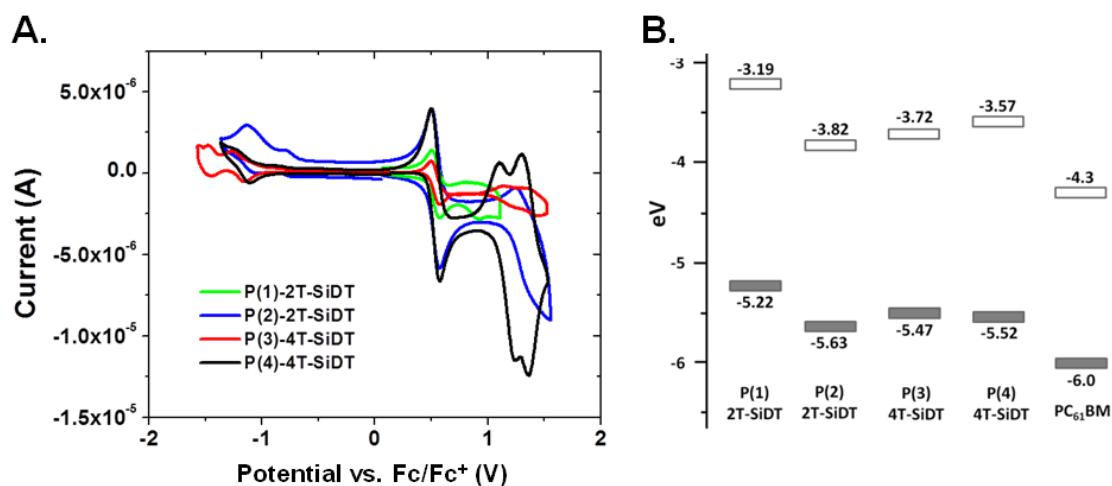 A.
5.0x10⁻⁶
0.0
-5.0x10⁻⁶
-1.0x10⁻⁵
-1.5x10⁻⁵
Current (A)
P(1)-2T-SiDT
P(2)-2T-SiDT
P(3)-4T-SiDT
P(4)-4T-SiDT
-2 -1 0 1 2
Potential vs. Fc/Fc⁺ (V)
B.
-3
-4
-5
-6
eV
-3.19
-3.82
-3.72
-3.57
-4.3
-5.22
-5.63
-5.47
-5.52
-6.0
P(1) P(2) P(3) P(4)
2T-SiDT 2T-SiDT 4T-SiDT 4T-SiDT PC₆₁BM